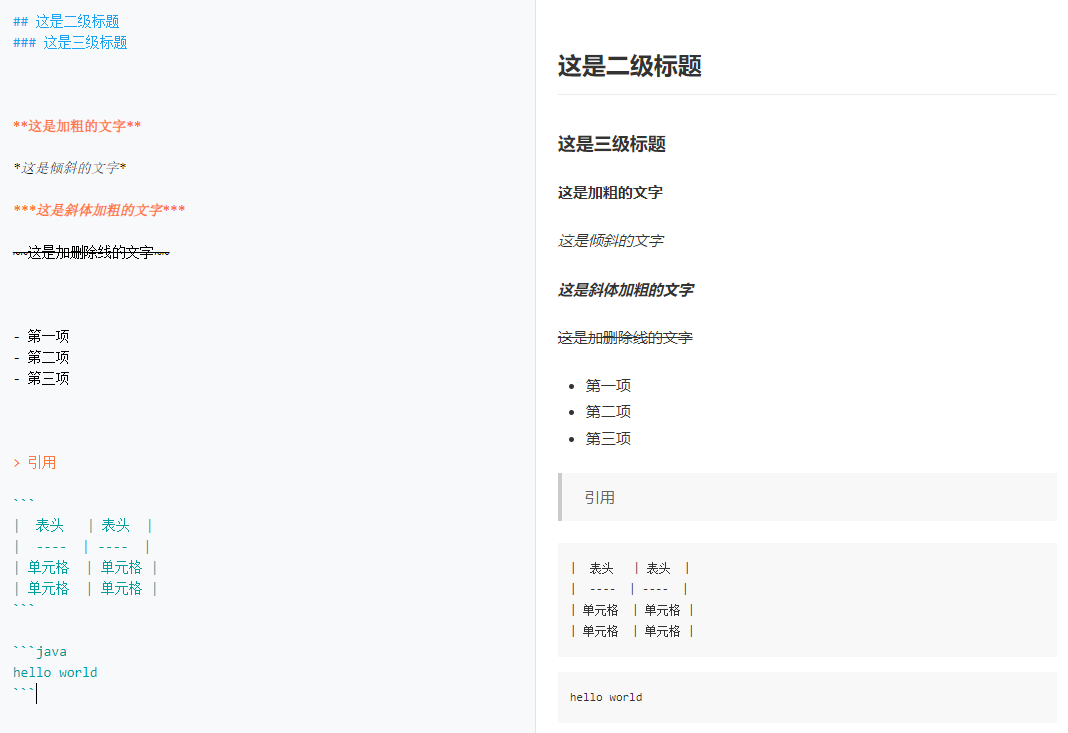 ## 这是二级标题
### 这是三级标题
**这是加粗的文字**
*这是倾斜的文字*
***这是斜体加粗的文字***
~~这是加删除线的文字~~
- 第一项
- 第二项
- 第三项
> 引用
```
|  表头   | 表头  |
|  ----  | ----  |
| 单元格  | 单元格 |
| 单元格  | 单元格 |
```
```java
hello world
```
这是二级标题
这是三级标题
这是加粗的文字
这是倾斜的文字
这是斜体加粗的文字
这是加删除线的文字
• 第一项
• 第二项
• 第三项
引用
|  表头   | 表头  |
|  ----  | ----  |
| 单元格  | 单元格 |
| 单元格  | 单元格 |
hello world